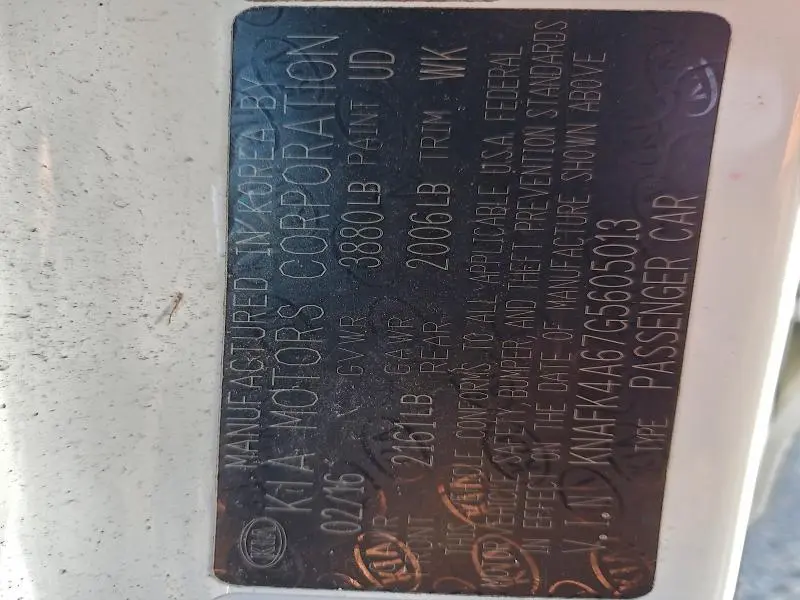 KIA
MANUFACTURED IN KOREA BY
KIA MOTORS CORPORATION
02/16 GVWR 3880LB PAINT UD
GAWR GAWR
FRONT 2161LB REAR 2006LB TRIM WK
THIS VEHICLE CONFORMS TO ALL APPLICABLE U.S.A. FEDERAL
MOTOR VEHICLE SAFETY, BUMPER, AND THEFT PREVENTION STANDARDS
IN EFFECT ON THE DATE OF MANUFACTURE SHOWN ABOVE
V.I.N KNAFK4A67G5605013
TYPE PASSENGER CAR